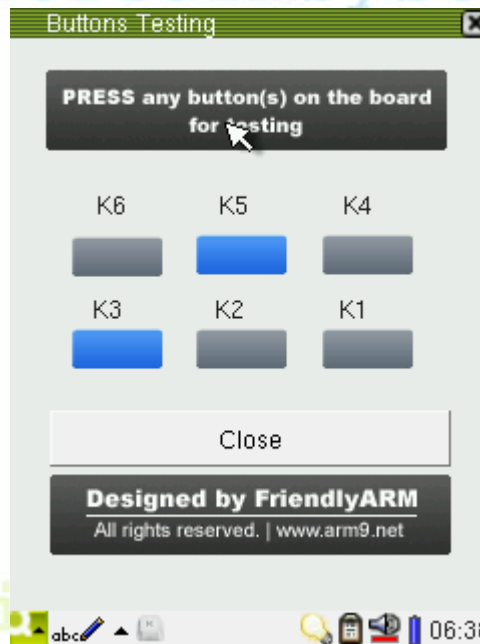 Buttons Testing
PRESS any button(s) on the board
for testing
K6 K5 K4
K3 K2 K1
Close
Designed by FriendlyARM
All rights reserved. | www.arm9.net
abc